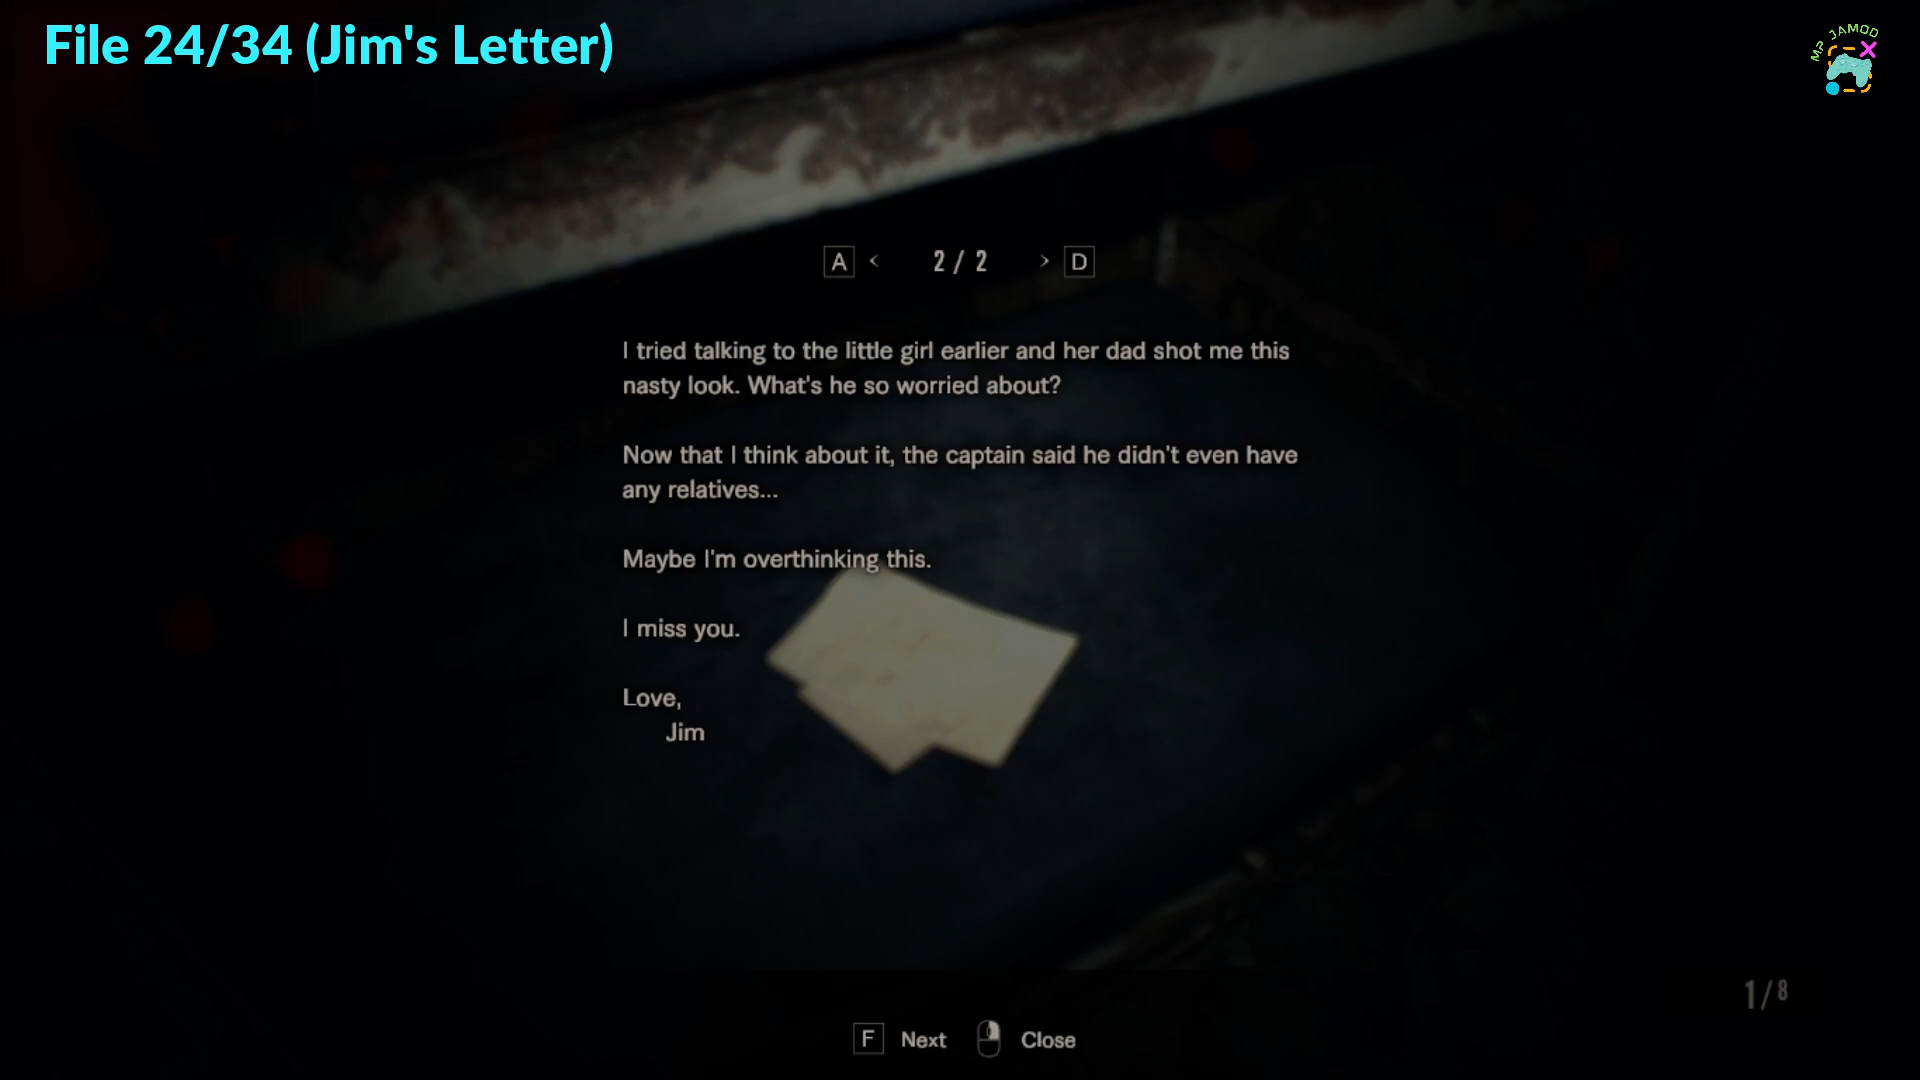 File 24/34 (Jim's Letter)
MR JAMOD
A < 2 / 2 > D
I tried talking to the little girl earlier and her dad shot me this
nasty look. What's he so worried about?
Now that I think about it, the captain said he didn't even have
any relatives...
Maybe I'm overthinking this.
I miss you.
Love,
Jim
1/8
F Next Close